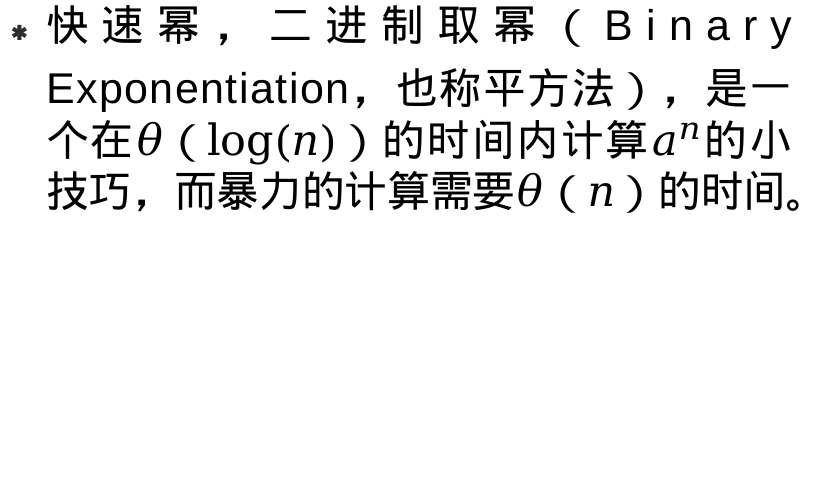 * 快速幂，二进制取幂（Binary
Exponentiation，也称平方法），是一
个在θ（log(n)）的时间内计算aⁿ的小
技巧，而暴力的计算需要θ（n）的时间。